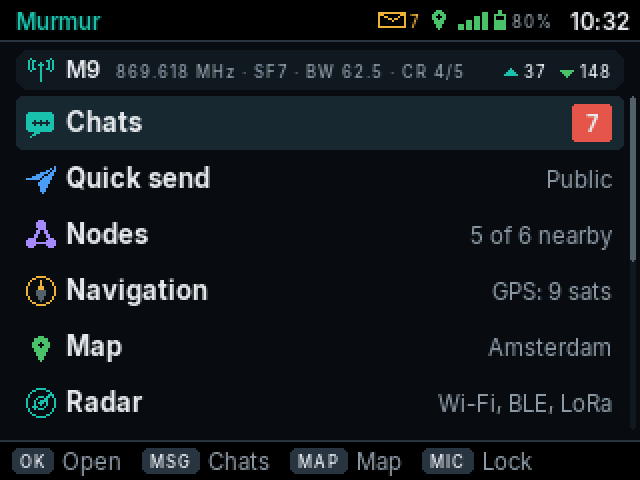 Murmur 7 80% 10:32
M9 869.618 MHz · SF7 · BW 62.5 · CR 4/5 37 148
Chats 7
Quick send Public
Nodes 5 of 6 nearby
Navigation GPS: 9 sats
Map Amsterdam
Radar Wi-Fi, BLE, LoRa
OK Open MSG Chats MAP Map MIC Lock